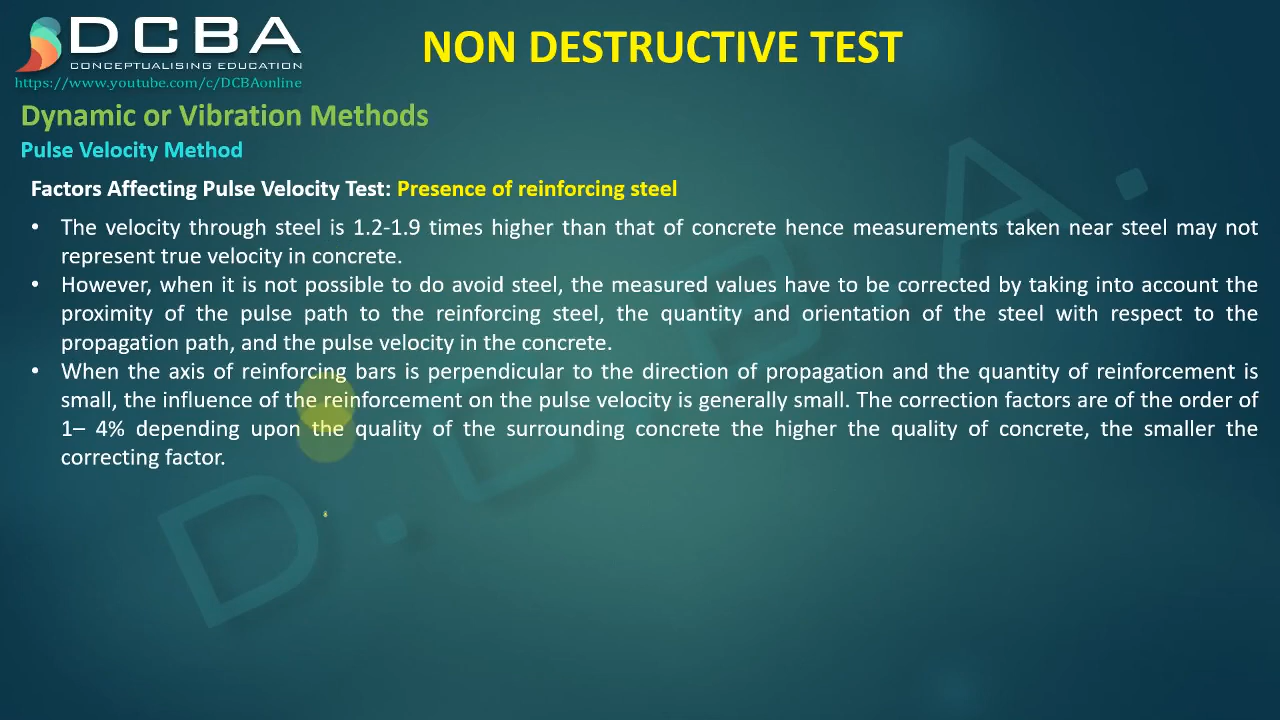 DCBA
CONCEPTUALISING EDUCATION
https://www.youtube.com/c/DCBAonline
NON DESTRUCTIVE TEST
Dynamic or Vibration Methods
Pulse Velocity Method
Factors Affecting Pulse Velocity Test: Presence of reinforcing steel
• The velocity through steel is 1.2-1.9 times higher than that of concrete hence measurements taken near steel may not
represent true velocity in concrete.
• However, when it is not possible to do avoid steel, the measured values have to be corrected by taking into account the
proximity of the pulse path to the reinforcing steel, the quantity and orientation of the steel with respect to the
propagation path, and the pulse velocity in the concrete.
• When the axis of reinforcing bars is perpendicular to the direction of propagation and the quantity of reinforcement is
small, the influence of the reinforcement on the pulse velocity is generally small. The correction factors are of the order of
1– 4% depending upon the quality of the surrounding concrete the higher the quality of concrete, the smaller the
correcting factor.
D.C.B.A.